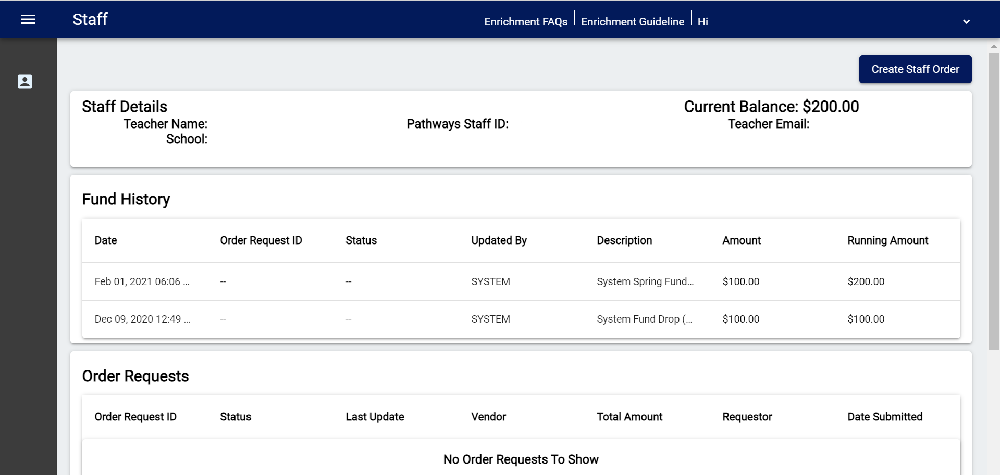 Staff
Enrichment FAQs Enrichment Guideline Hi
Create Staff Order
Staff Details
Current Balance: $200.00
Teacher Name:
Pathways Staff ID:
Teacher Email:
School:
Fund History
Date Order Request ID Status Updated By Description Amount Running Amount
Feb 01, 2021 06:06 ... -- -- SYSTEM System Spring Fund... $100.00 $200.00
Dec 09, 2020 12:49 ... -- -- SYSTEM System Fund Drop (... $100.00 $100.00
Order Requests
Order Request ID Status Last Update Vendor Total Amount Requestor Date Submitted
No Order Requests To Show